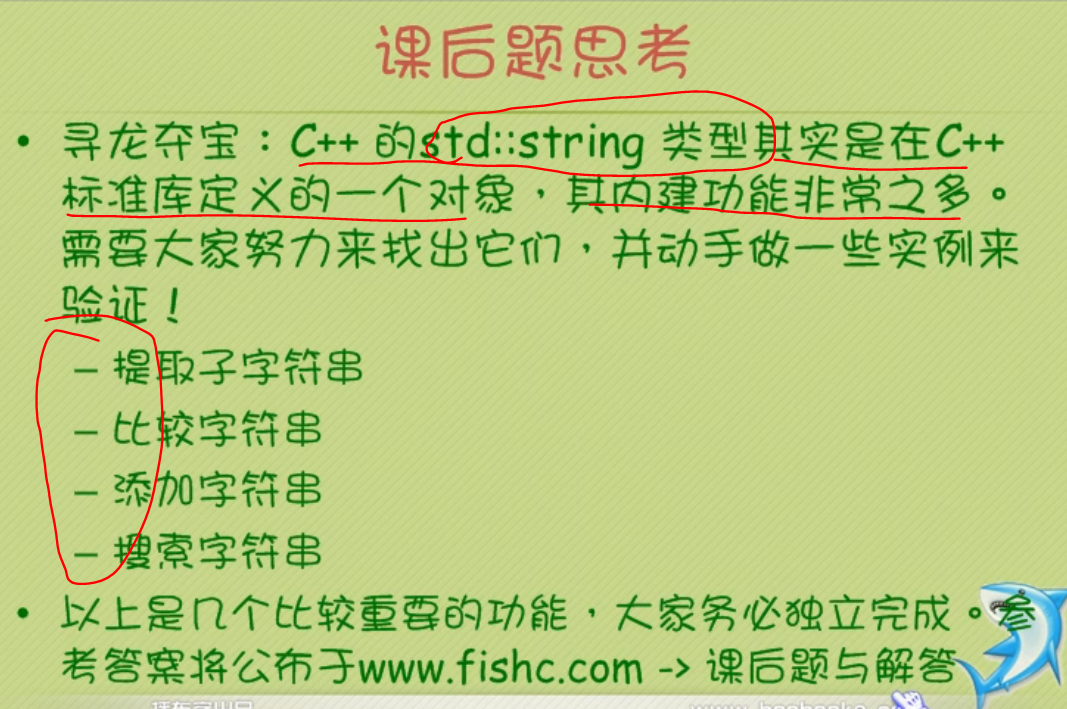 课后题思考
• 寻龙夺宝：C++ 的std::string 类型其实是在C++
标准库定义的一个对象，其内建功能非常之多。
需要大家努力来找出它们，并动手做一些实例来
验证！
– 提取子字符串
– 比较字符串
– 添加字符串
– 搜索字符串
• 以上是几个比较重要的功能，大家务必独立完成。参
考答案将公布于www.fishc.com -> 课后题与解答